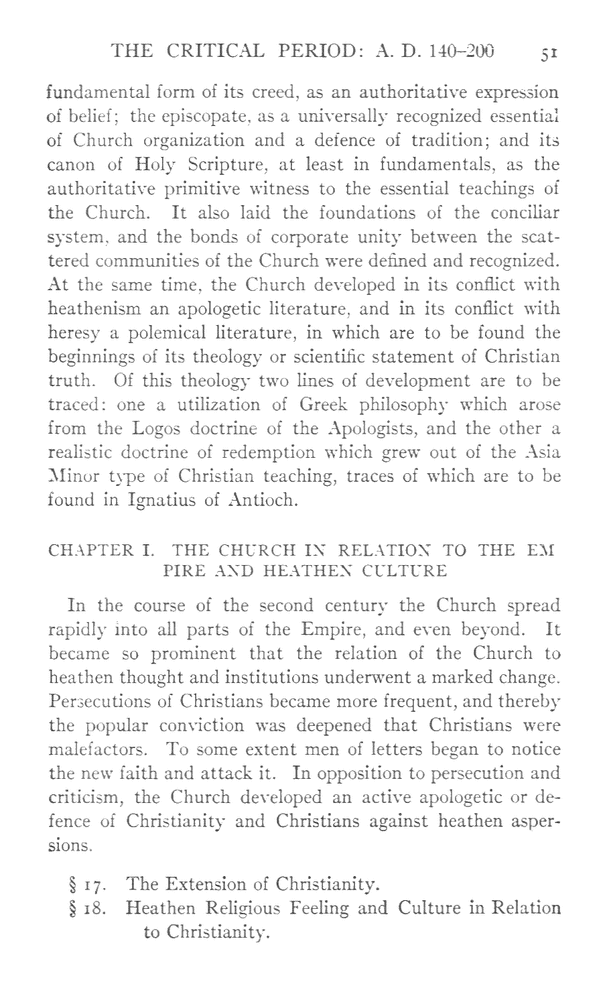 THE CRITICAL PERIOD: A. D. 140–200 51
fundamental form of its creed, as an authoritative expression
of belief; the episcopate, as a universally recognized essential
of Church organization and a defence of tradition; and its
canon of Holy Scripture, at least in fundamentals, as the
authoritative primitive witness to the essential teachings of
the Church. It also laid the foundations of the conciliar
system, and the bonds of corporate unity between the scat-
tered communities of the Church were defined and recognized.
At the same time, the Church developed in its conflict with
heathenism an apologetic literature, and in its conflict with
heresy a polemical literature, in which are to be found the
beginnings of its theology or scientific statement of Christian
truth. Of this theology two lines of development are to be
traced: one a utilization of Greek philosophy which arose
from the Logos doctrine of the Apologists, and the other a
realistic doctrine of redemption which grew out of the Asia
Minor type of Christian teaching, traces of which are to be
found in Ignatius of Antioch.
CHAPTER I. THE CHURCH IN RELATION TO THE EM
PIRE AND HEATHEN CULTURE
In the course of the second century the Church spread
rapidly into all parts of the Empire, and even beyond. It
became so prominent that the relation of the Church to
heathen thought and institutions underwent a marked change.
Persecutions of Christians became more frequent, and thereby
the popular conviction was deepened that Christians were
malefactors. To some extent men of letters began to notice
the new faith and attack it. In opposition to persecution and
criticism, the Church developed an active apologetic or de-
fence of Christianity and Christians against heathen asper-
sions.
§ 17. The Extension of Christianity.
§ 18. Heathen Religious Feeling and Culture in Relation
to Christianity.